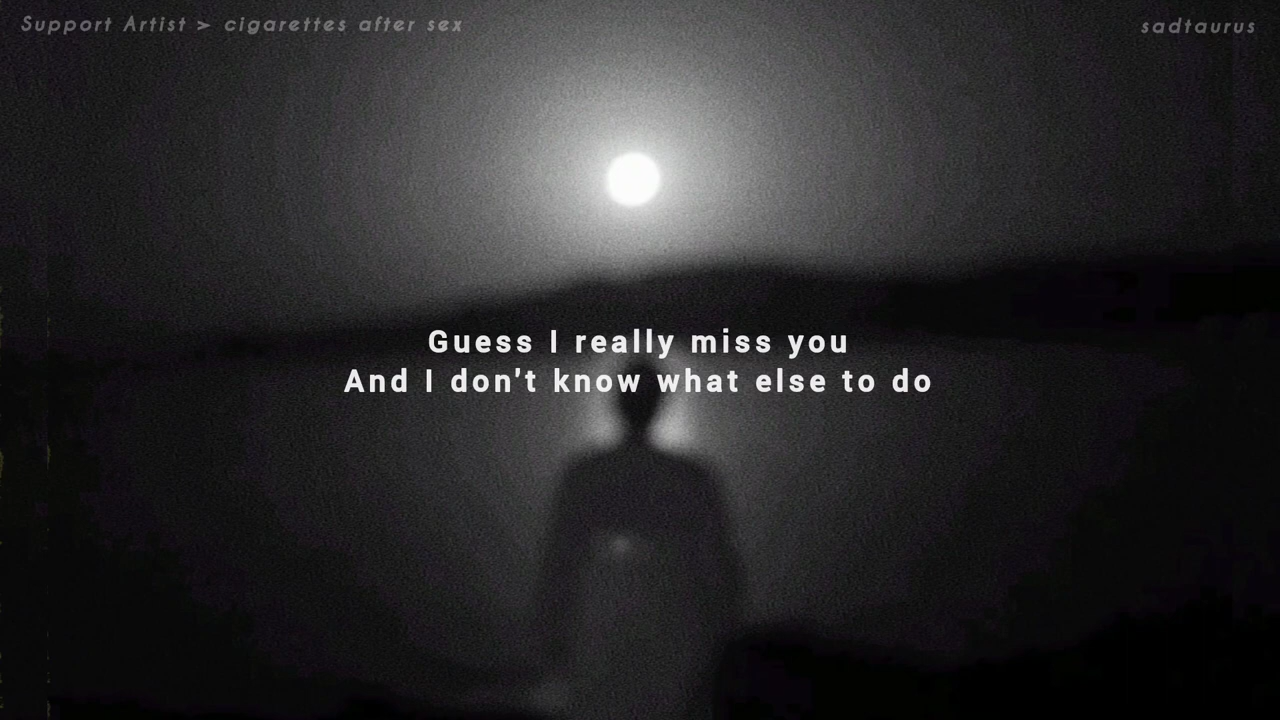 Support Artist > cigarettes after sex
sadtaurus
Guess I really miss you
And I don't know what else to do